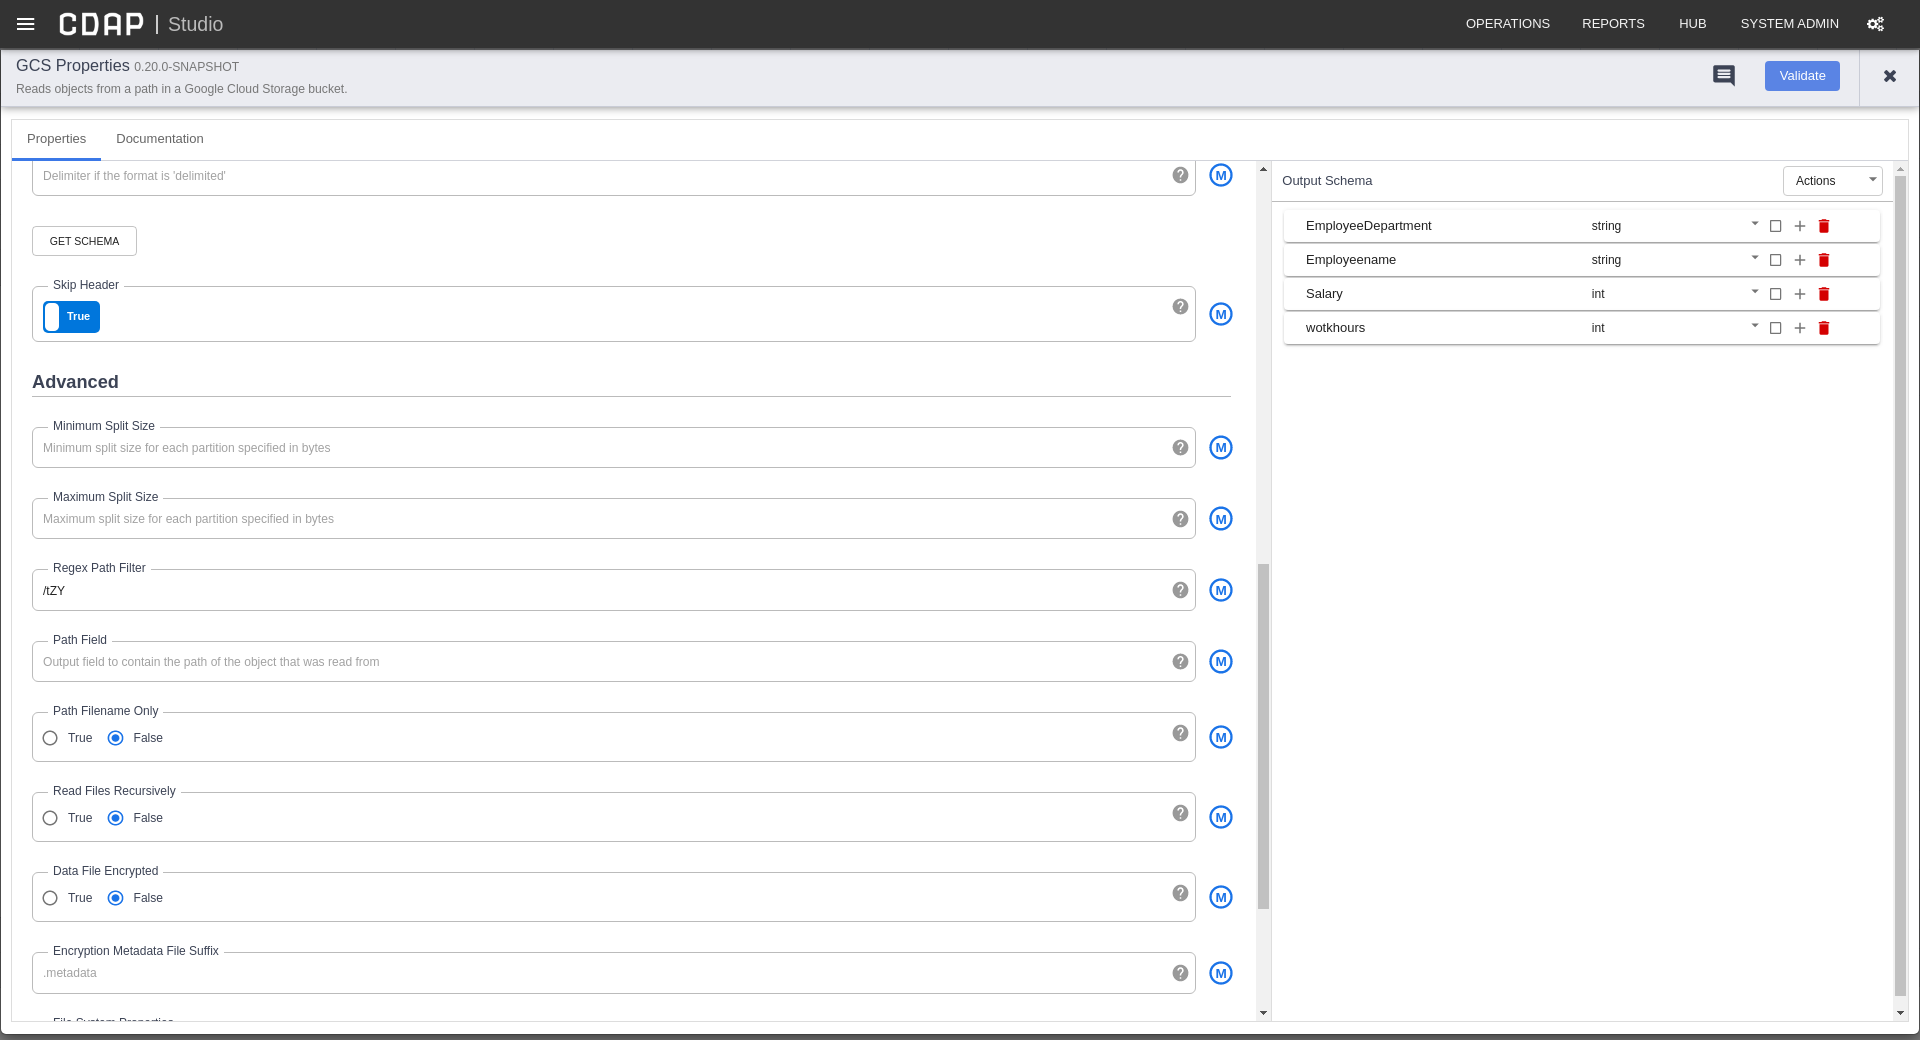 CDAP | Studio
OPERATIONS REPORTS HUB SYSTEM ADMIN
GCS Properties 0.20.0-SNAPSHOT
Reads objects from a path in a Google Cloud Storage bucket.
Validate
Properties Documentation
Delimiter if the format is 'delimited'
M
GET SCHEMA
Skip Header
True
M
Advanced
Minimum Split Size
Minimum split size for each partition specified in bytes
M
Maximum Split Size
Maximum split size for each partition specified in bytes
M
Regex Path Filter
/tZY
M
Path Field
Output field to contain the path of the object that was read from
M
Path Filename Only
True False
M
Read Files Recursively
True False
M
Data File Encrypted
True False
M
Encryption Metadata File Suffix
.metadata
M
File System Properties
Output Schema
Actions
EmployeeDepartment string
Employeename string
Salary int
wotkhours int